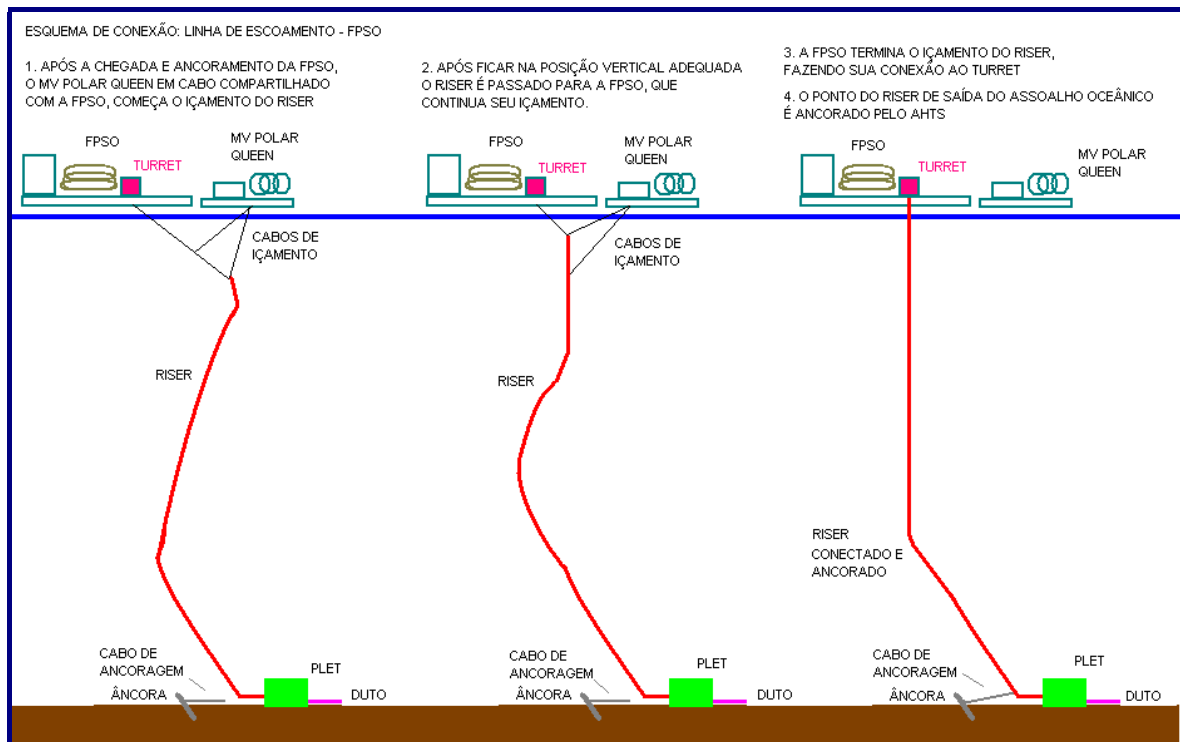 ESQUEMA DE CONEXÃO: LINHA DE ESCOAMENTO - FPSO
1. APÓS A CHEGADA E ANCORAMENTO DA FPSO,
O MV POLAR QUEEN EM CABO COMPARTILHADO
COM A FPSO, COMEÇA O IÇAMENTO DO RISER
FPSO
MV POLAR
QUEEN
TURRET
CABOS DE
IÇAMENTO
RISER
CABO DE
ANCORAGEM
PLET
ÂNCORA
DUTO
2. APÓS FICAR NA POSIÇÃO VERTICAL ADEQUADA
O RISER É PASSADO PARA A FPSO, QUE
CONTINUA SEU IÇAMENTO.
FPSO
MV POLAR
QUEEN
TURRET
CABOS DE
IÇAMENTO
RISER
CABO DE
ANCORAGEM
PLET
ÂNCORA
DUTO
3. A FPSO TERMINA O IÇAMENTO DO RISER,
FAZENDO SUA CONEXÃO AO TURRET
4. O PONTO DO RISER DE SAÍDA DO ASSOALHO OCEÂNICO
É ANCORADO PELO AHTS
FPSO
MV POLAR
QUEEN
TURRET
RISER
CONECTADO E
ANCORADO
CABO DE
ANCORAGEM
PLET
ÂNCORA
DUTO